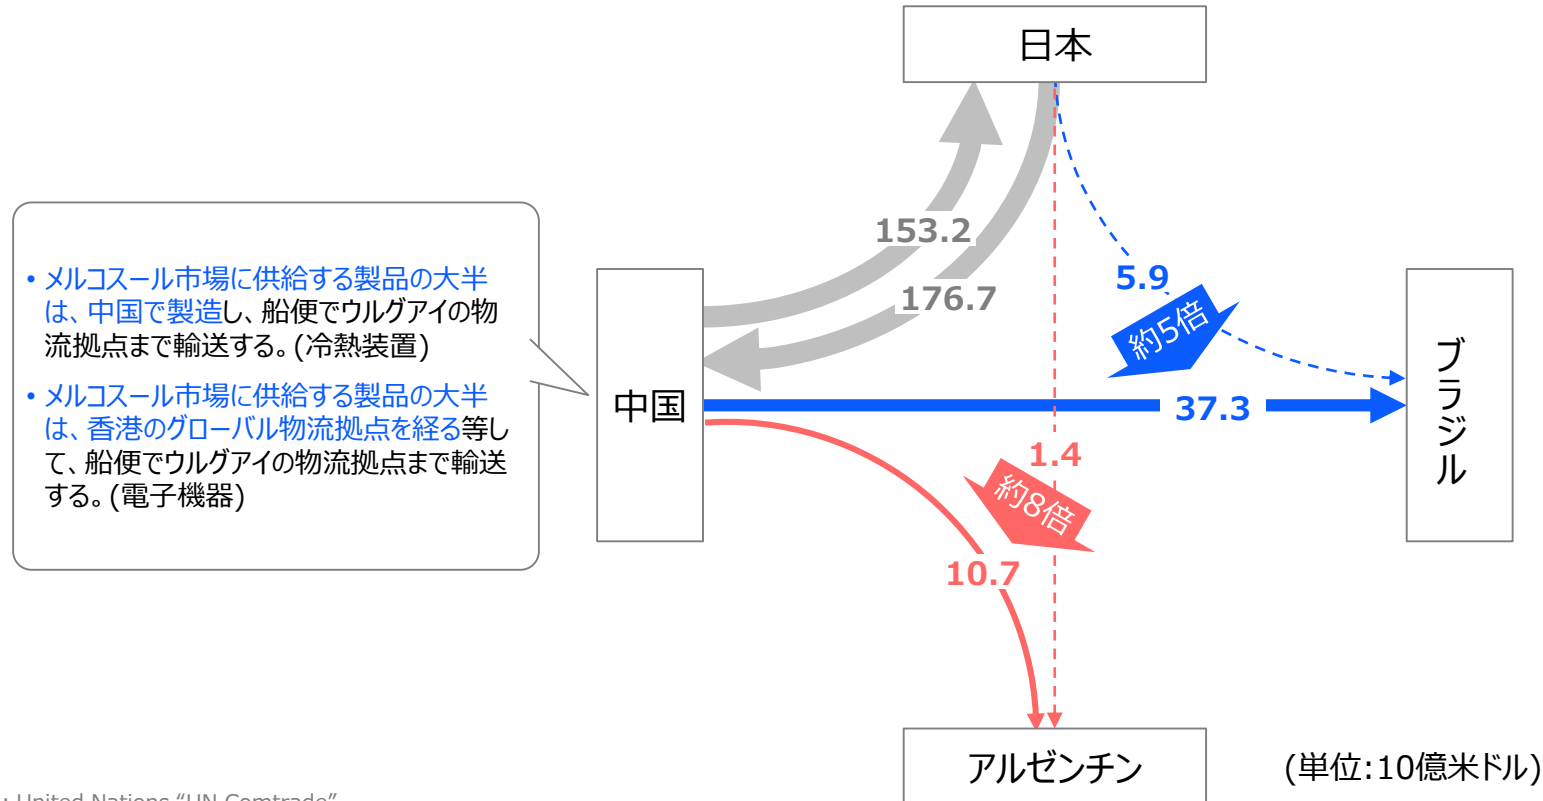 日本
153.2
176.7
5.9
約5倍
• メルコスール市場に供給する製品の大半
は、中国で製造し、船便でウルグアイの物
流拠点まで輸送する。(冷熱装置)
• メルコスール市場に供給する製品の大半
は、香港のグローバル物流拠点を経る等し
て、船便でウルグアイの物流拠点まで輸送
する。(電子機器)
中国
37.3
ブラジル
1.4
約8倍
10.7
アルゼンチン
(単位:10億米ドル)
: United Nations “UN Comtrade”